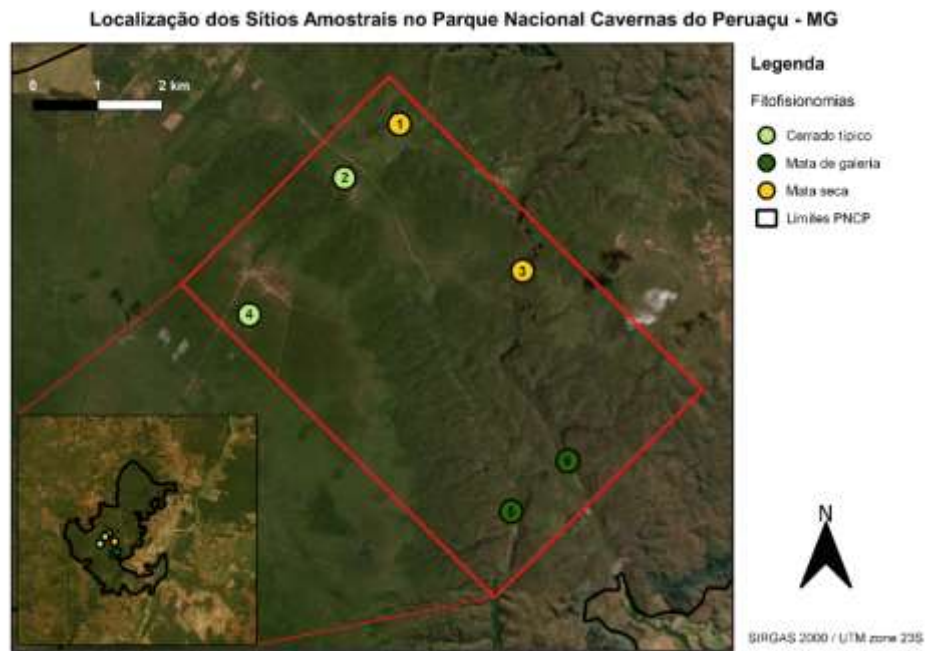 Localização dos Sítios Amostrais no Parque Nacional Cavernas do Peruaçu - MG
0 1 2 km
Legenda
Fitofisionomias
Cerrado típico
Mata de galeria
Mata seca
Limites PNCP
1
2
3
4
6
5
N
SIRGAS 2000 / UTM zone 23S